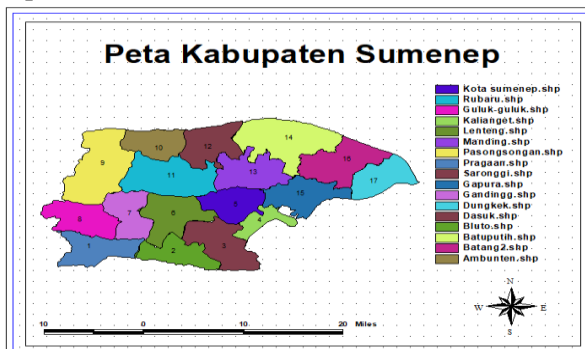 Peta Kabupaten Sumenep
Kota sumenep.shp
Rubaru.shp
Guluk-guluk.shp
Kalianget.shp
Lenteng.shp
Manding.shp
Pasongsongan.shp
Pragaan.shp
Saronggi.shp
Gapura.shp
Gandingg.shp
Dungkek.shp
Dasuk.shp
Bluto.shp
Batuputih.shp
Batang2.shp
Ambunten.shp
14
10
12
16
9
11
13
17
15
8
7
6
5
4
1
2
3
N
W
E
S
10
0
10
20
Miles